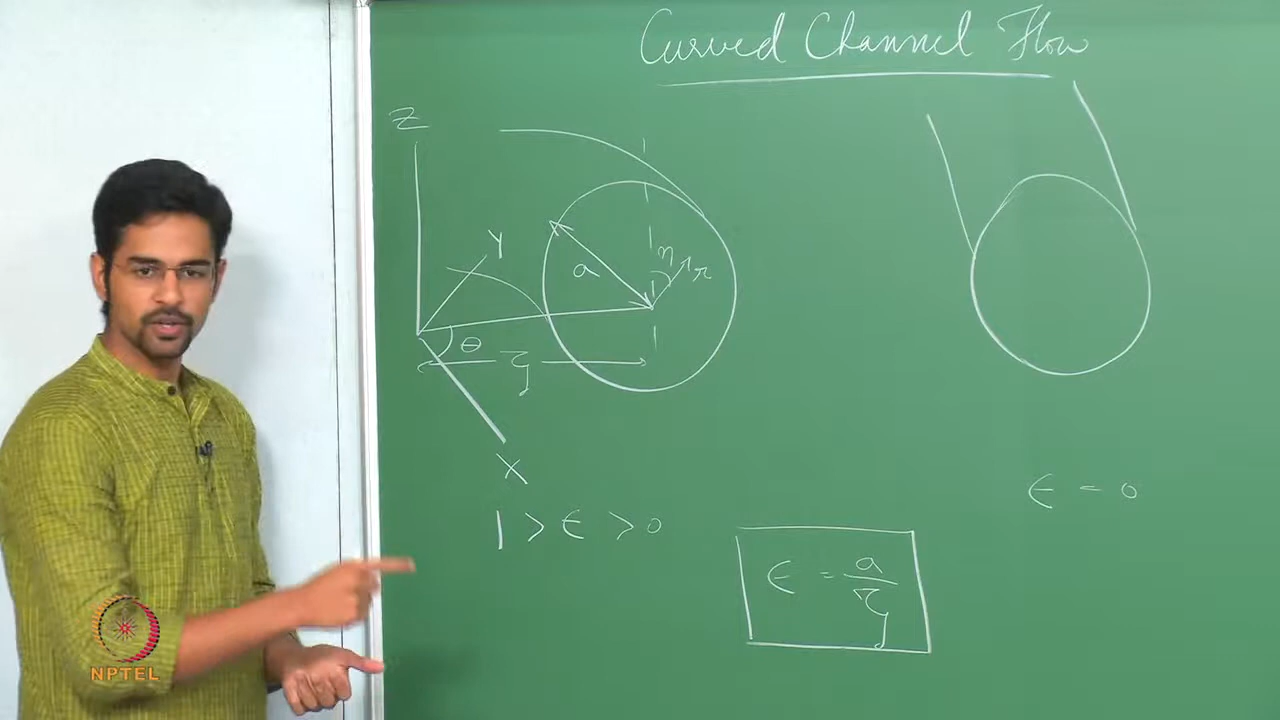 Curved Channel Flow
Z
Y
a
η
r
θ
ζ
X
1 > ϵ > 0
ϵ = a/ζ
ϵ = 0
NPTEL